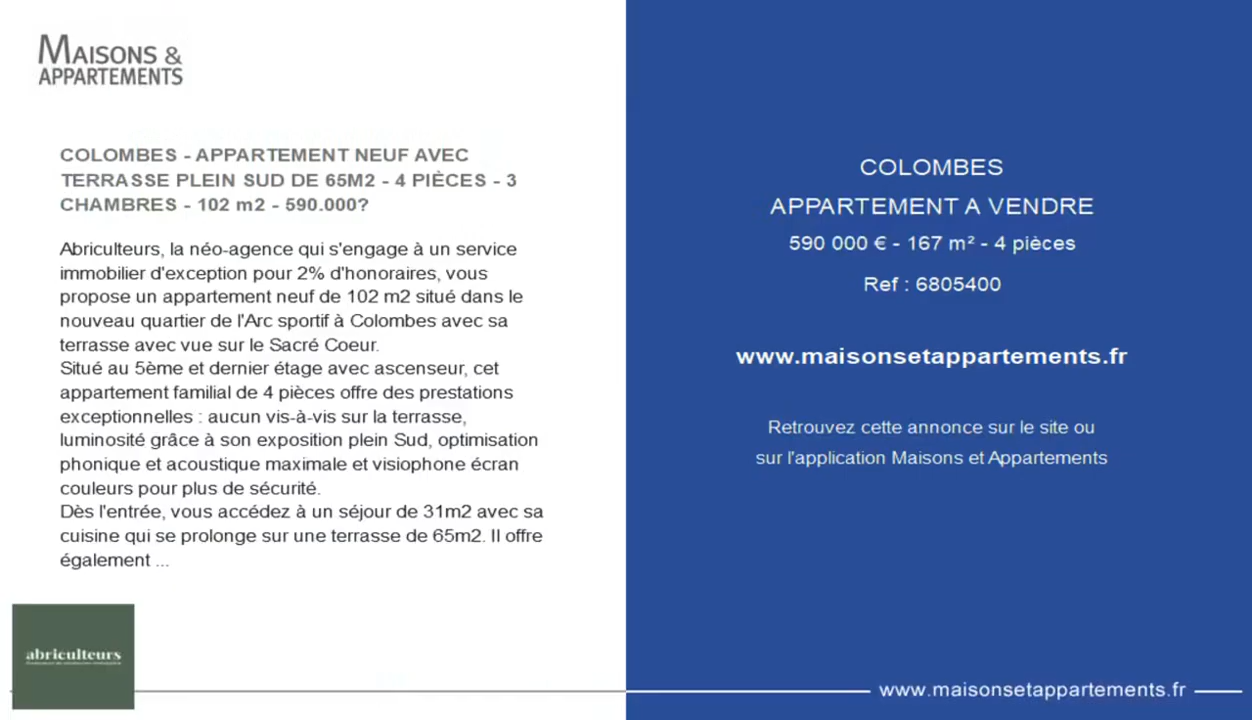 MAISONS &
APPARTEMENTS
COLOMBES - APPARTEMENT NEUF AVEC
TERRASSE PLEIN SUD DE 65M2 - 4 PIÈCES - 3
CHAMBRES - 102 m2 - 590.000?
Abriculteurs, la néo-agence qui s'engage à un service
immobilier d'exception pour 2% d'honoraires, vous
propose un appartement neuf de 102 m2 situé dans le
nouveau quartier de l'Arc sportif à Colombes avec sa
terrasse avec vue sur le Sacré Coeur.
Situé au 5ème et dernier étage avec ascenseur, cet
appartement familial de 4 pièces offre des prestations
exceptionnelles : aucun vis-à-vis sur la terrasse,
luminosité grâce à son exposition plein Sud, optimisation
phonique et acoustique maximale et visiophone écran
couleurs pour plus de sécurité.
Dès l'entrée, vous accédez à un séjour de 31m2 avec sa
cuisine qui se prolonge sur une terrasse de 65m2. Il offre
également ...
abriculteurs
COLOMBES
APPARTEMENT A VENDRE
590 000 € - 167 m² - 4 pièces
Ref : 6805400
www.maisonsetappartements.fr
Retrouvez cette annonce sur le site ou
sur l'application Maisons et Appartements
www.maisonsetappartements.fr